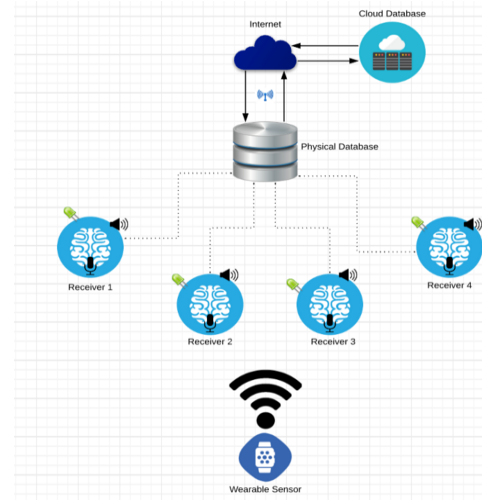 Cloud Database
Internet
Physical Database
Receiver 1
Receiver 4
Receiver 2
Receiver 3
Wearable Sensor